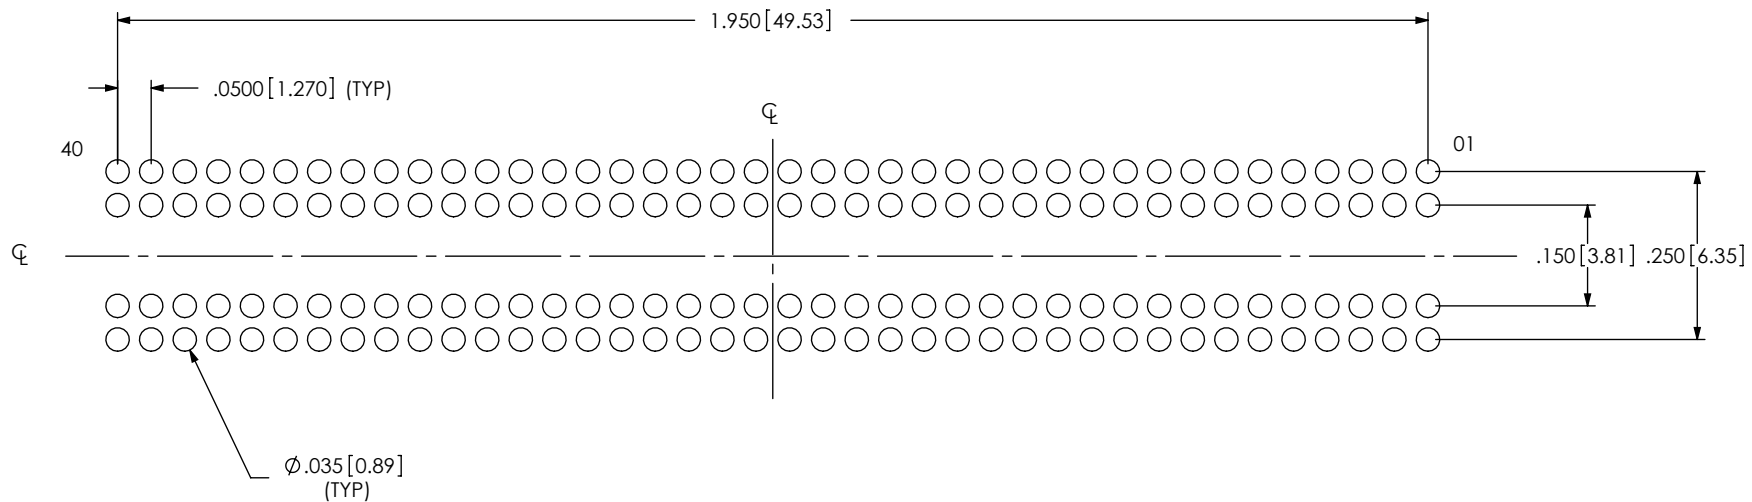 1.950 [49.53]
.0500 [1.270] (TYP)
℄
40
01
℄
.150 [3.81] .250 [6.35]
Ø.035 [0.89]
(TYP)